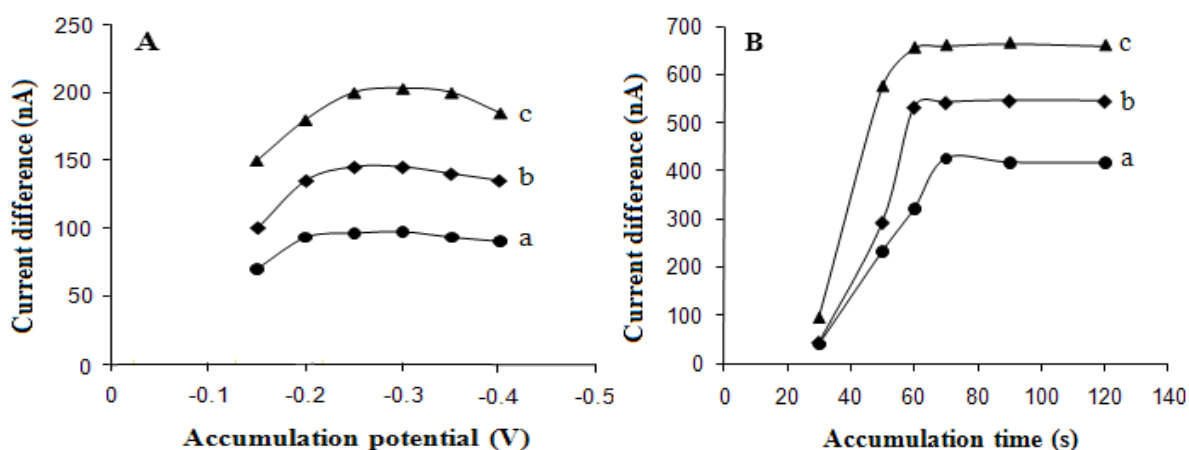 A
Current difference (nA)
250
200
150
100
50
0
c
b
a
0 -0.1 -0.2 -0.3 -0.4 -0.5
Accumulation potential (V)
B
Current difference (nA)
700
600
500
400
300
200
100
0
c
b
a
0 20 40 60 80 100 120 140
Accumulation time (s)